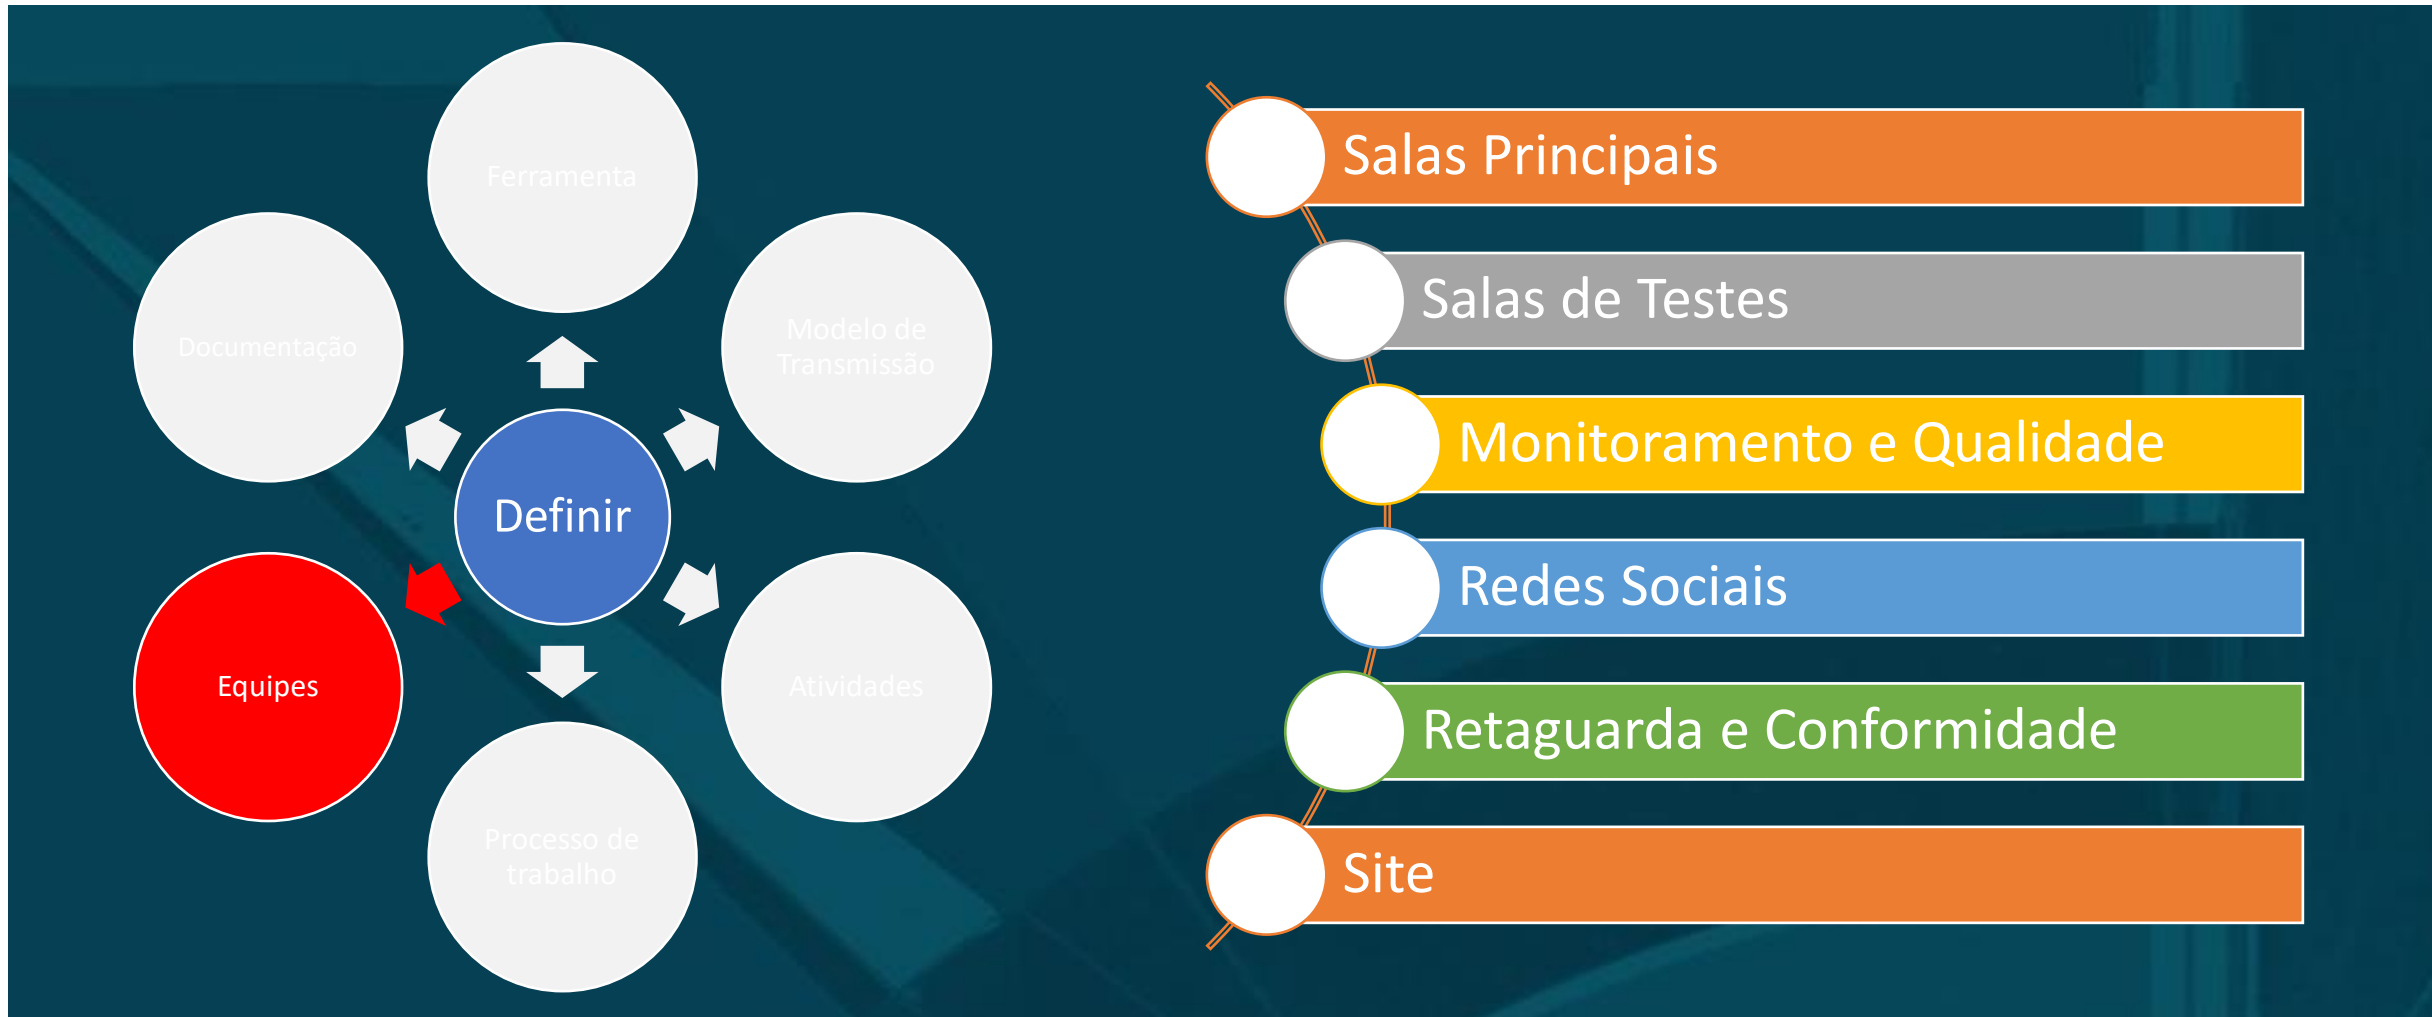 Ferramenta
Documentação
Modelo de
Transmissão
Definir
Equipes
Atividades
Processo de
trabalho
Salas Principais
Salas de Testes
Monitoramento e Qualidade
Redes Sociais
Retaguarda e Conformidade
Site